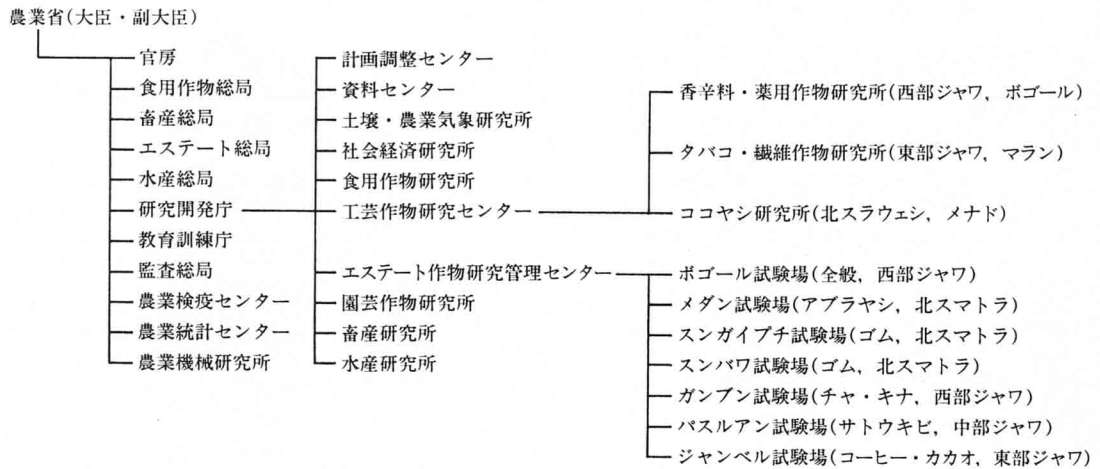 農業省(大臣・副大臣)
官房
食用作物総局
畜産総局
エステート総局
水産総局
研究開発庁
教育訓練庁
監査総局
農業検疫センター
農業統計センター
農業機械研究所
計画調整センター
資料センター
土壌・農業気象研究所
社会経済研究所
食用作物研究所
工芸作物研究センター
エステート作物研究管理センター
園芸作物研究所
畜産研究所
水産研究所
香辛料・薬用作物研究所(西部ジャワ, ボゴール)
タバコ・繊維作物研究所(東部ジャワ, マラン)
ココヤシ研究所(北スラウェシ, メナド)
ボゴール試験場(全般, 西部ジャワ)
メダン試験場(アブラヤシ, 北スマトラ)
スンガイプチ試験場(ゴム, 北スマトラ)
スンバワ試験場(ゴム, 北スマトラ)
ガンブン試験場(チャ・キナ, 西部ジャワ)
パスルアン試験場(サトウキビ, 中部ジャワ)
ジャンベル試験場(コーヒー・カカオ, 東部ジャワ)